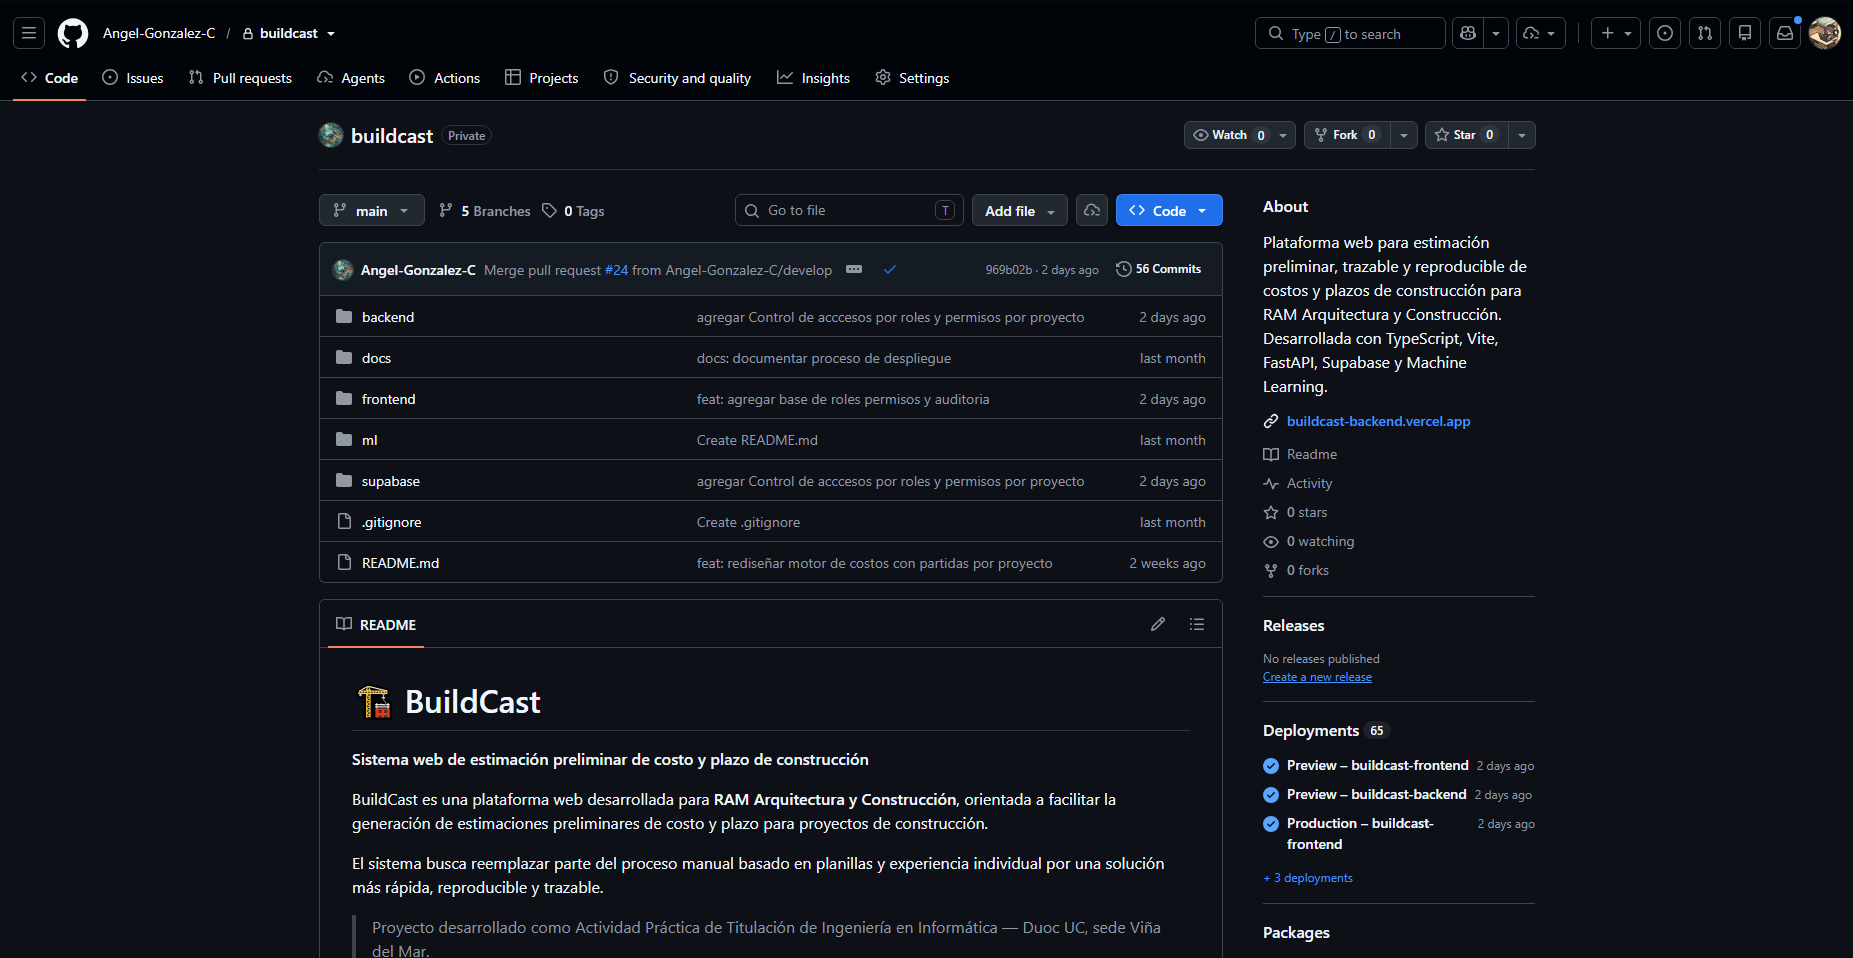 Angel-Gonzalez-C / buildcast
Type / to search
Code Issues Pull requests Agents Actions Projects Security and quality Insights Settings
buildcast Private
Watch 0 Fork 0 Star 0
main 5 Branches 0 Tags Go to file T Add file Code
Angel-Gonzalez-C Merge pull request #24 from Angel-Gonzalez-C/develop 969b02b · 2 days ago 56 Commits
backend agregar Control de acccesos por roles y permisos por proyecto 2 days ago
docs docs: documentar proceso de despliegue last month
frontend feat: agregar base de roles permisos y auditoria 2 days ago
ml Create README.md last month
supabase agregar Control de acccesos por roles y permisos por proyecto 2 days ago
.gitignore Create .gitignore last month
README.md feat: rediseñar motor de costos con partidas por proyecto 2 weeks ago
README
BuildCast
Sistema web de estimación preliminar de costo y plazo de construcción
BuildCast es una plataforma web desarrollada para RAM Arquitectura y Construcción, orientada a facilitar la
generación de estimaciones preliminares de costo y plazo para proyectos de construcción.
El sistema busca reemplazar parte del proceso manual basado en planillas y experiencia individual por una solución
más rápida, reproducible y trazable.
Proyecto desarrollado como Actividad Práctica de Titulación de Ingeniería en Informática — Duoc UC, sede Viña
del Mar.
About
Plataforma web para estimación
preliminar, trazable y reproducible de
costos y plazos de construcción para
RAM Arquitectura y Construcción.
Desarrollada con TypeScript, Vite,
FastAPI, Supabase y Machine
Learning.
buildcast-backend.vercel.app
Readme
Activity
0 stars
0 watching
0 forks
Releases
No releases published
Create a new release
Deployments 65
Preview – buildcast-frontend 2 days ago
Preview – buildcast-backend 2 days ago
Production – buildcast- 2 days ago
frontend
+ 3 deployments
Packages